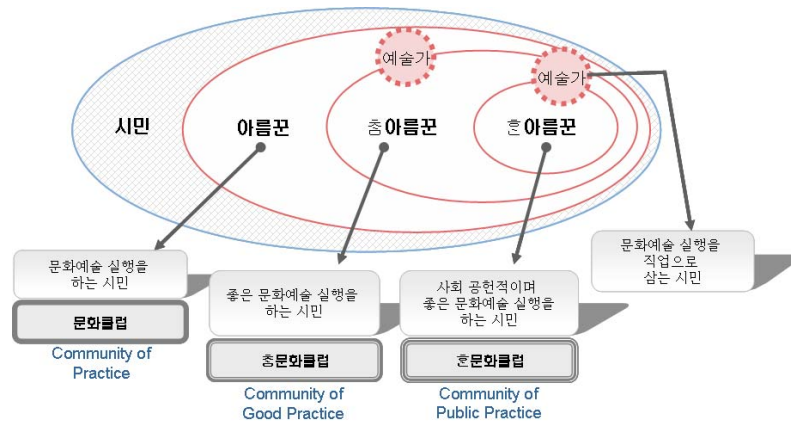 예술가
예술가
시민
아름꾼
춤아름꾼
흔아름꾼
문화예술 실행을
하는 시민
문화클럽
Community of
Practice
좋은 문화예술 실행을
하는 시민
춤문화클럽
Community of
Good Practice
사회 공헌적이며
좋은 문화예술 실행을
하는 시민
흔문화클럽
Community of
Public Practice
문화예술 실행을
직업으로
삼는 시민